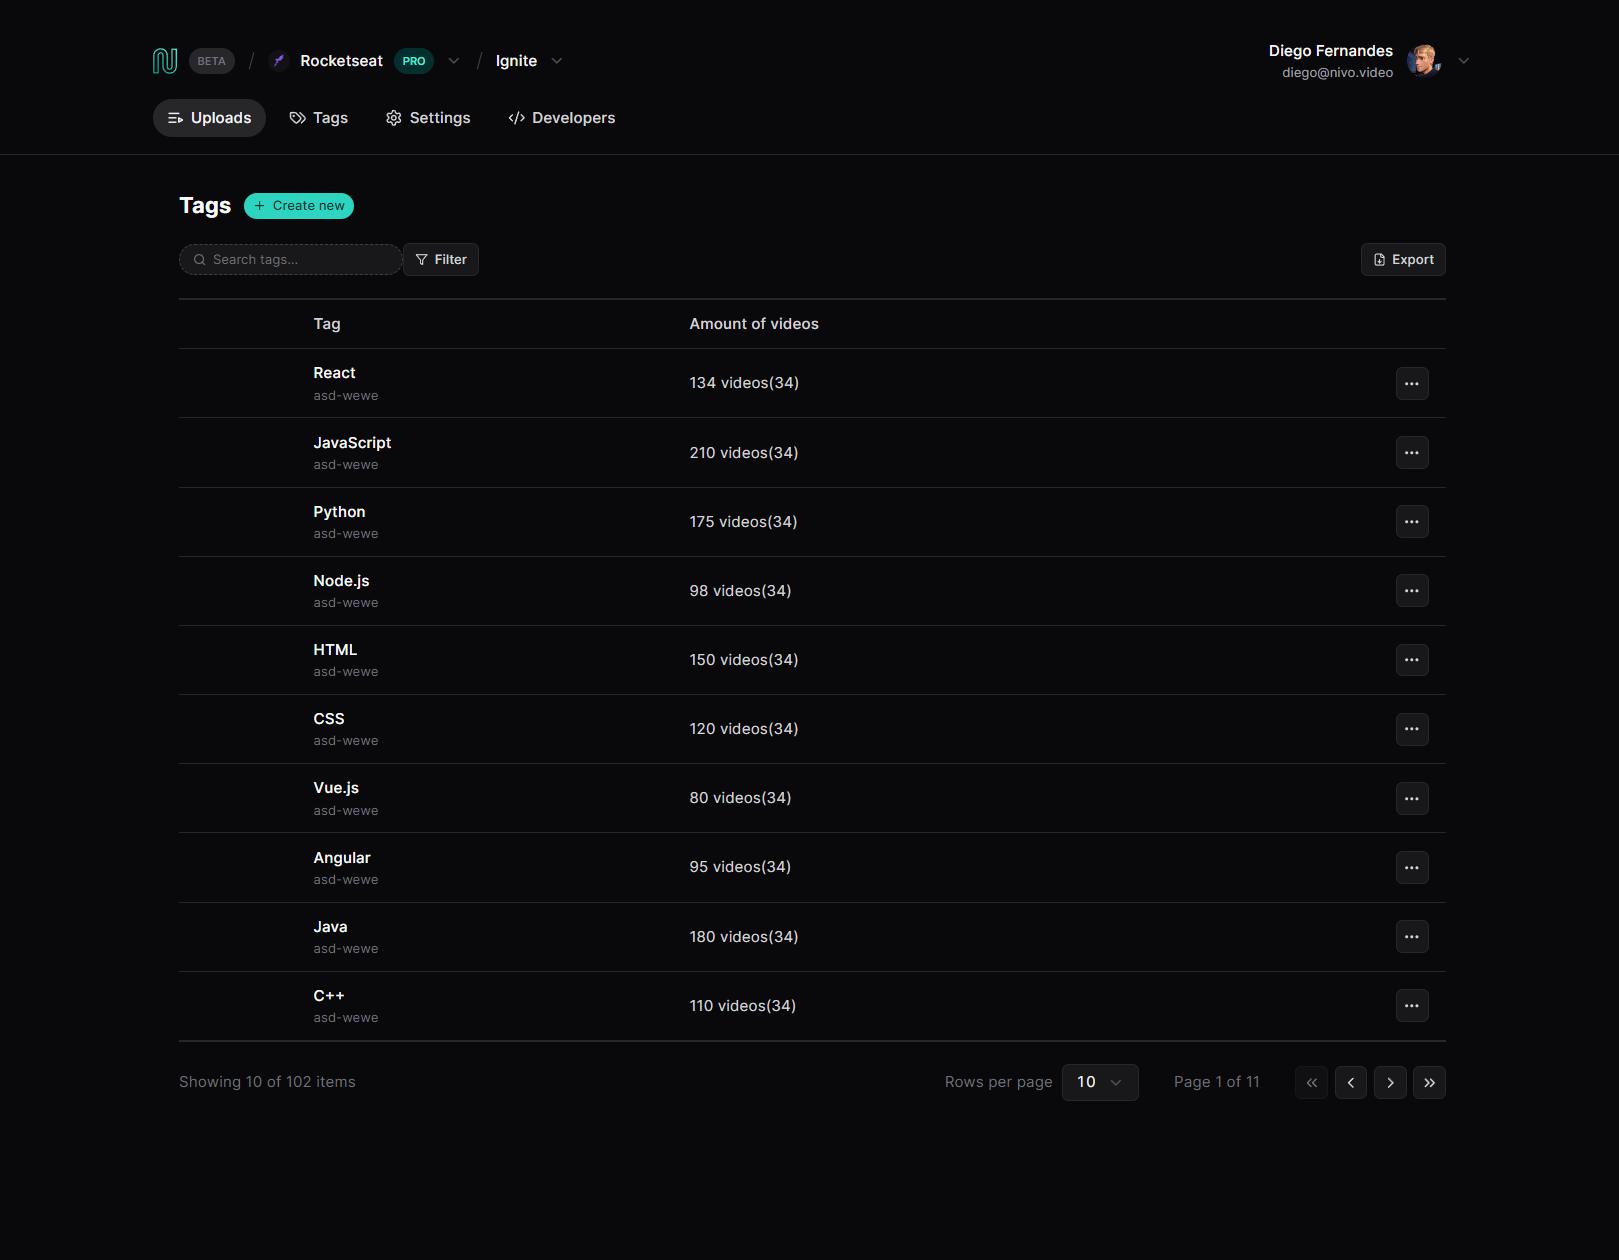 BETA / Rocketseat PRO / Ignite
Diego Fernandes
diego@nivo.video
Uploads Tags Settings Developers
Tags + Create new
Search tags... Filter Export
Tag Amount of videos
React
asd-wewe
134 videos(34)
JavaScript
asd-wewe
210 videos(34)
Python
asd-wewe
175 videos(34)
Node.js
asd-wewe
98 videos(34)
HTML
asd-wewe
150 videos(34)
CSS
asd-wewe
120 videos(34)
Vue.js
asd-wewe
80 videos(34)
Angular
asd-wewe
95 videos(34)
Java
asd-wewe
180 videos(34)
C++
asd-wewe
110 videos(34)
Showing 10 of 102 items Rows per page 10 Page 1 of 11